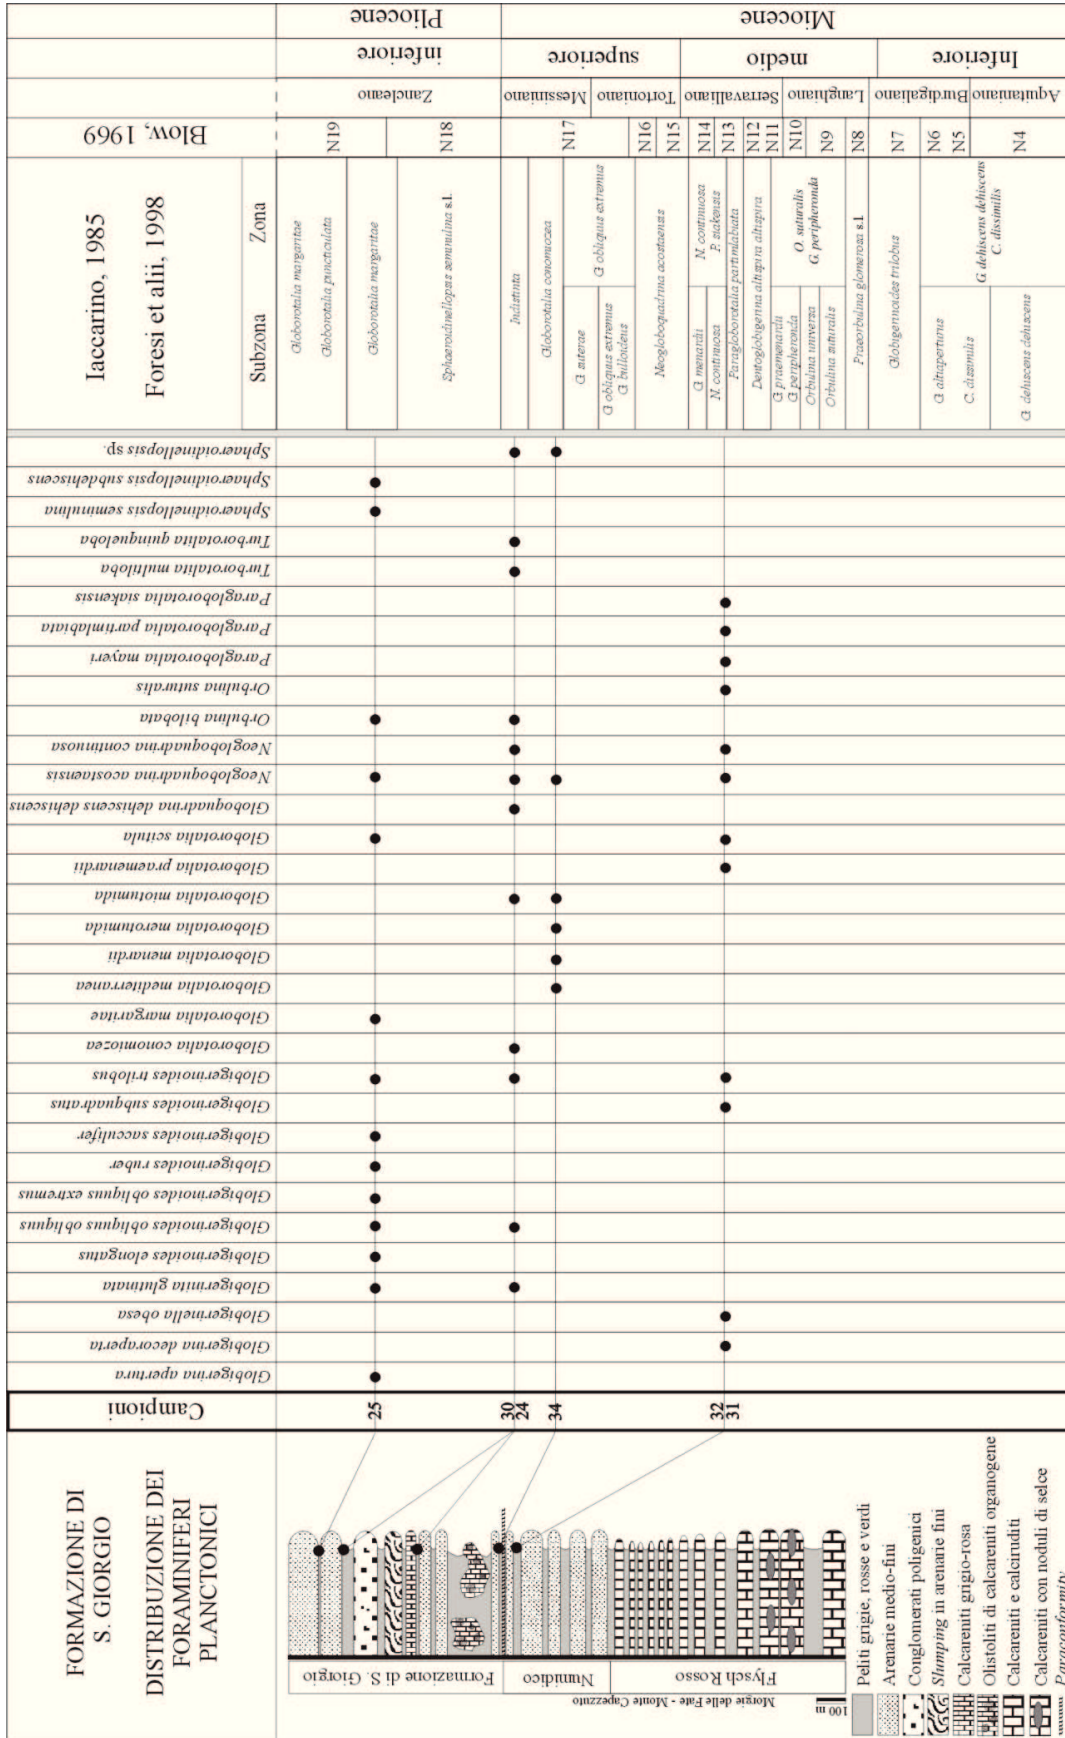 FORMAZIONE DI
S. GIORGIO
DISTRIBUZIONE DEI
FORAMINIFERI
PLANCTONICI
Campioni
Globigerina apertura
Globigerina decoraperta
Globigerinella obesa
Globigerinita glutinata
Globigerinoides elongatus
Globigerinoides obliquus obliquus
Globigerinoides obliquus extremus
Globigerinoides ruber
Globigerinoides sacculifer
Globigerinoides subquadratus
Globigerinoides trilobus
Globorotalia conomiozea
Globorotalia margaritae
Globorotalia mediterranea
Globorotalia menardii
Globorotalia merotumida
Globorotalia miotumida
Globorotalia praemenardii
Globorotalia scitula
Globoquadrina dehiscens dehiscens
Neogloboquadrina acostaensis
Neogloboquadrina continuosa
Orbulina bilobata
Orbulina suturalis
Paragloborotalia mayeri
Paragloborotalia partimlabiata
Paragloborotalia siakensis
Turborotalita multiloba
Turborotalita quinqueloba
Sphaeroidinellopsis seminulina
Sphaeroidinellopsis subdehiscens
Sphaeroidinellopsis sp.
Iaccarino, 1985
Foresi et alii, 1998
Subzona
Zona
Blow, 1969
25
30
24
34
32
31
Globorotalia margaritae
Globorotalia puncticulata
Globorotalia margaritae
Sphaerodinellopsis seminulina s.l.
Indistinta
Globorotalia conomozea
G. suterae
G. obliquus extremus
G. bulloideus
G. obliquus extremus
Neogloboquadrina acostaensis
G. menardii
N. continuosa
N. continuosa
P. siakensis
Paragloborotalia partimlabiata
Dentoglobigerina altispira altispira
G. praemenardii
G. peripheronda
Orbulina universa
Orbulina suturalis
O. suturalis
G. peripheronda
Praeorbulina glomerosa s.l.
Globigerinoides trilobus
G. altiaperturus
C. dissimilis
G. dehiscens dehiscens
G. dehiscens dehiscens
C. dissimilis
N19
N18
N17
N16
N15
N14
N13
N12
N11
N10
N9
N8
N7
N6
N5
N4
Zancleano
Messiniano
Tortoniano
Serravalliano
Langhiano
Burdigaliano
Aquitaniano
inferiore
superiore
medio
Inferiore
Pliocene
Miocene
Formazione di S. Giorgio
Numidico
Flysch Rosso
Morgie delle Fate - Monte Capezzuto
100 m
Peliti grigie, rosse e verdi
Arenarie medio-fini
Conglomerati poligenici
Slumping in arenarie fini
Calcareniti grigio-rosa
Olistoliti di calcareniti organogene
Calcareniti e calciruditi
Calcareniti con noduli di selce
Paraconformity